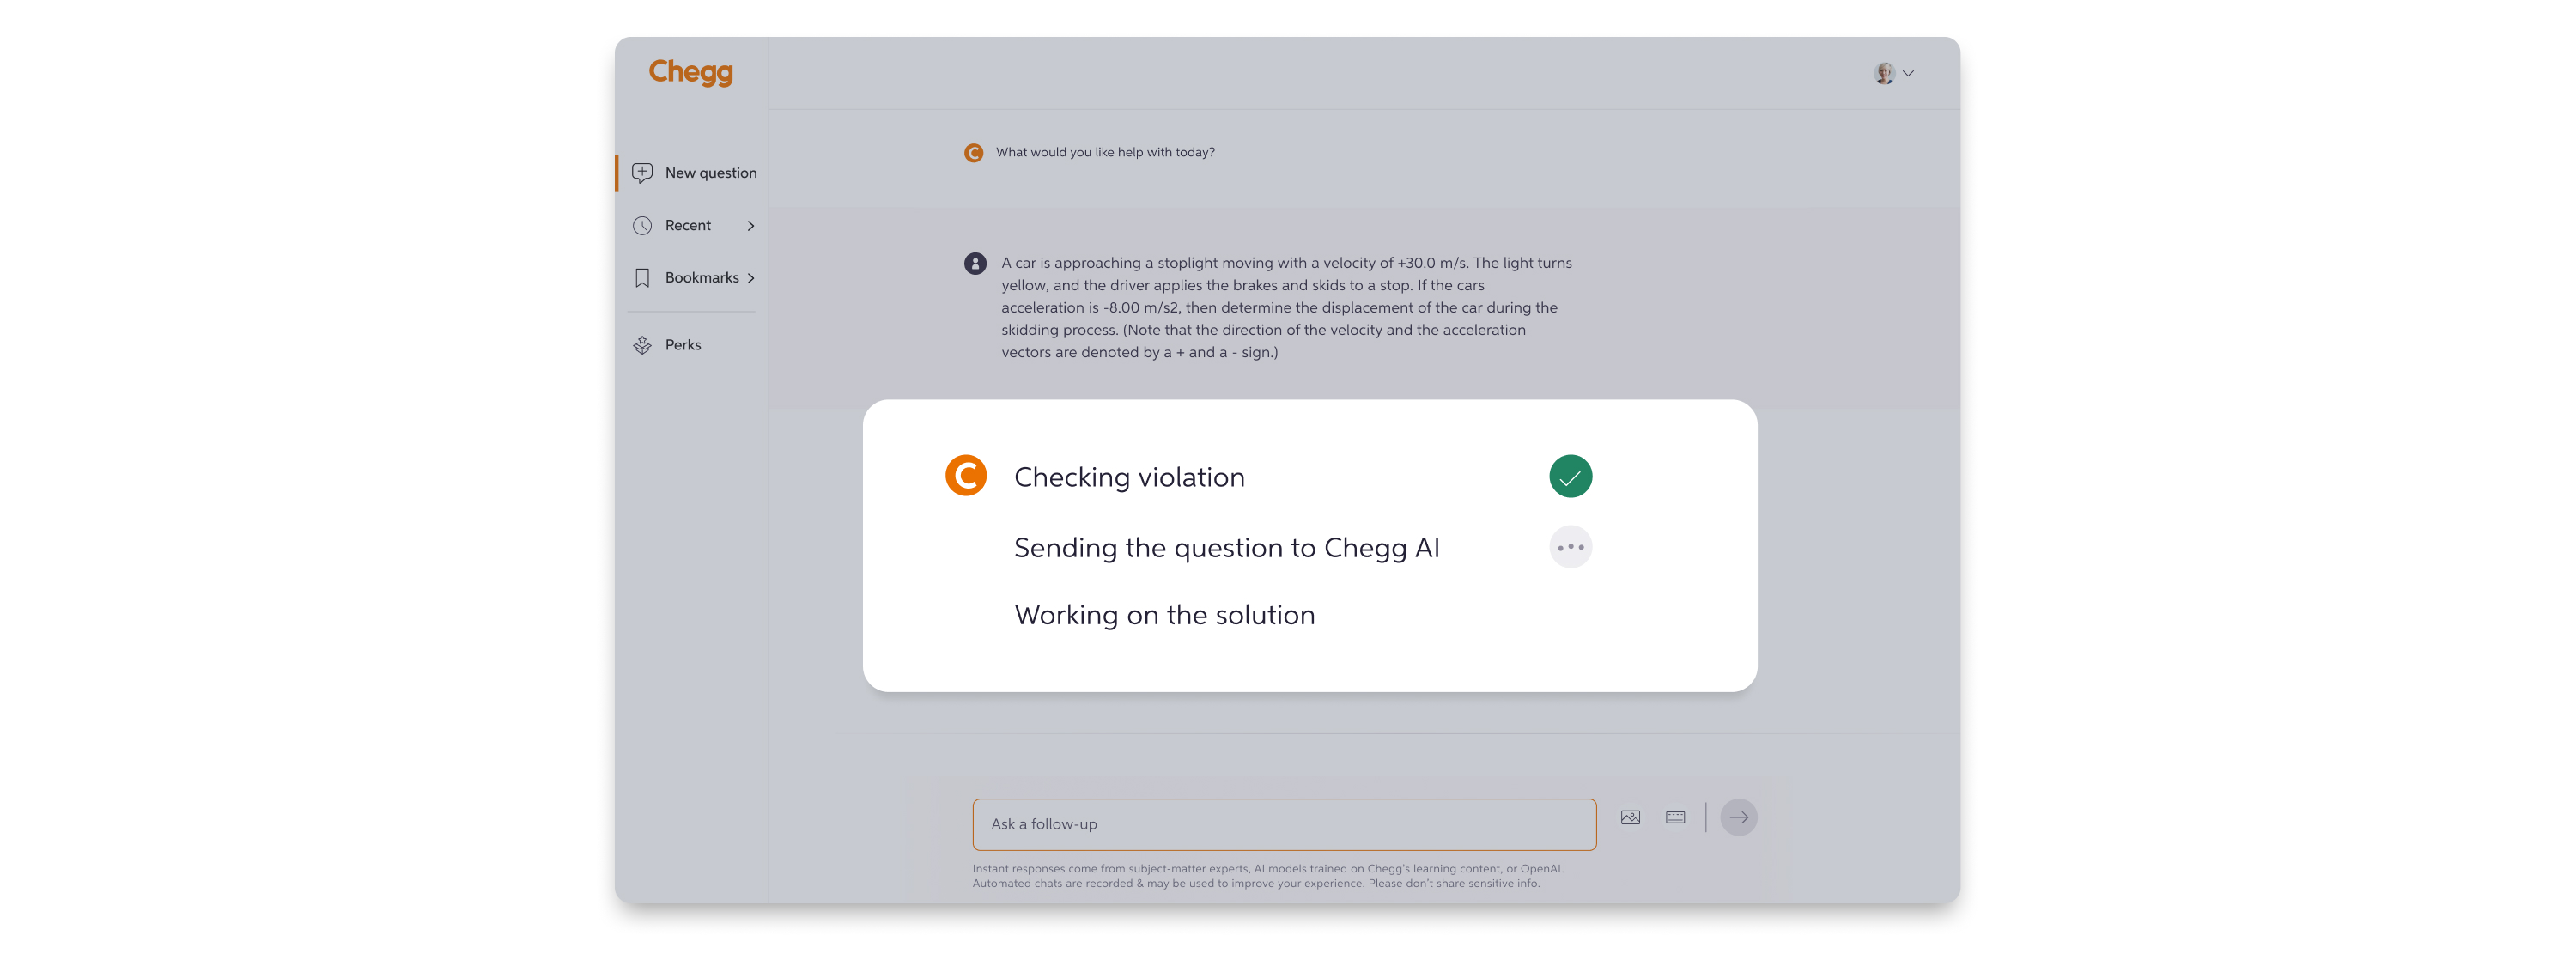 Chegg
New question
Recent
Bookmarks
Perks
What would you like help with today?
A car is approaching a stoplight moving with a velocity of +30.0 m/s. The light turns
yellow, and the driver applies the brakes and skids to a stop. If the cars
acceleration is -8.00 m/s2, then determine the displacement of the car during the
skidding process. (Note that the direction of the velocity and the acceleration
vectors are denoted by a + and a - sign.)
Checking violation
Sending the question to Chegg AI
Working on the solution
Ask a follow-up
Instant responses come from subject-matter experts, AI models trained on Chegg's learning content, or OpenAI.
Automated chats are recorded & may be used to improve your experience. Please don't share sensitive info.